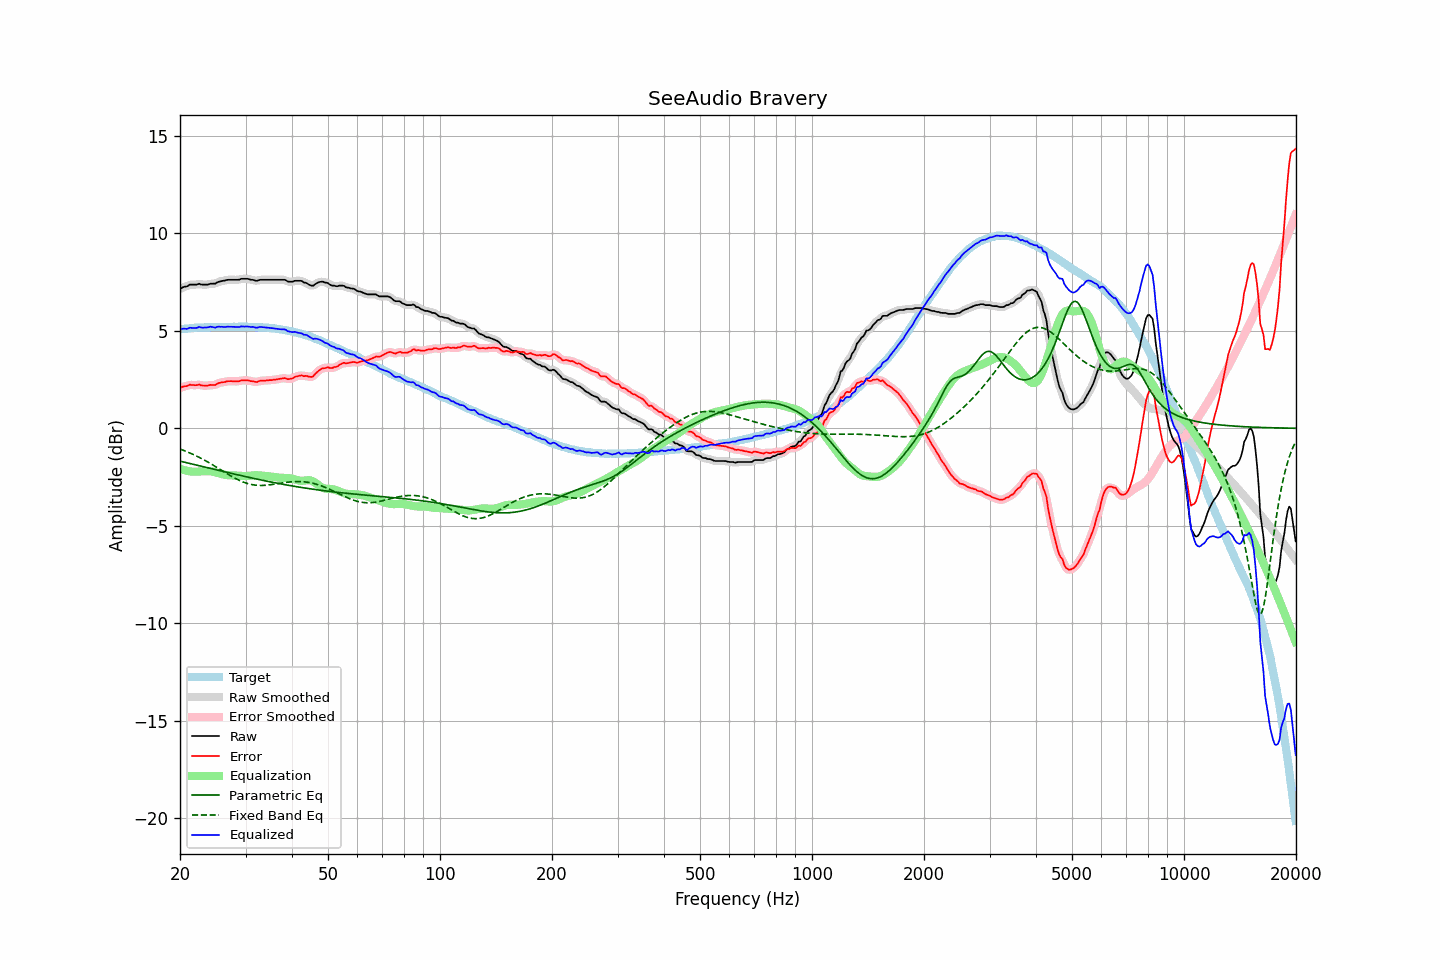 SeeAudio Bravery
15
10
5
0
−5
−10
−15
−20
Amplitude (dBr)
Target
Raw Smoothed
Error Smoothed
Raw
Error
Equalization
Parametric Eq
Fixed Band Eq
Equalized
20 50 100 200 500 1000 2000 5000 10000 20000
Frequency (Hz)